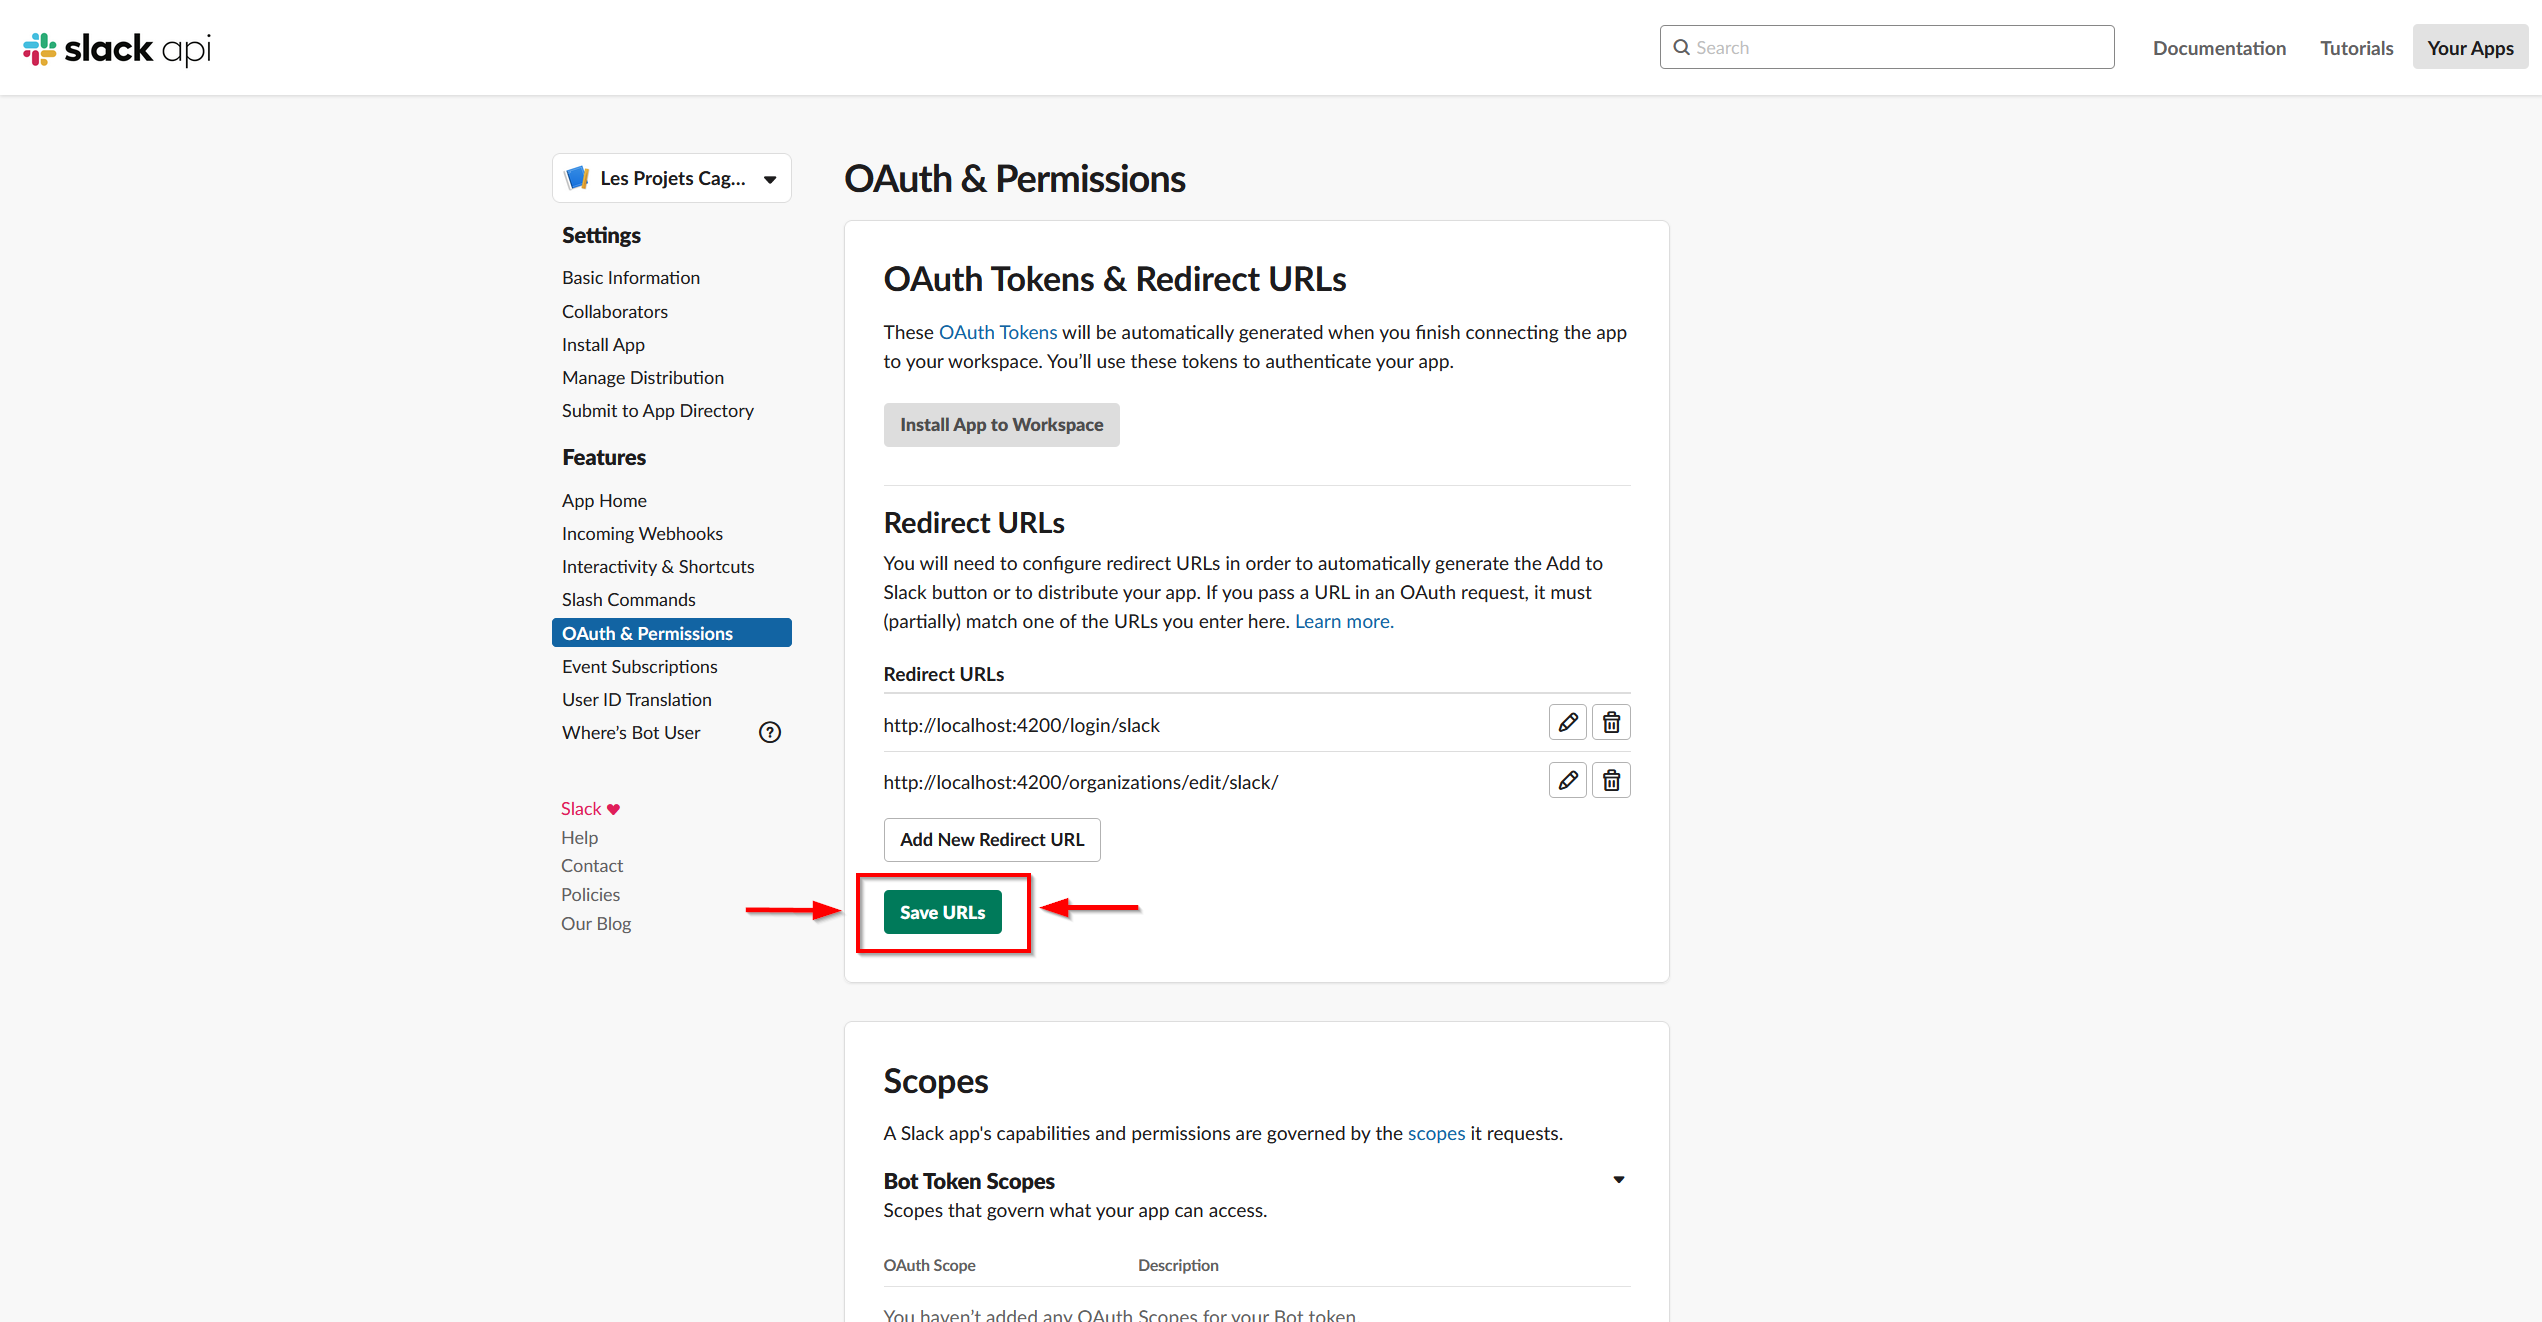 slack api
Search
Documentation
Tutorials
Your Apps
Les Projets Cag...
Settings
Basic Information
Collaborators
Install App
Manage Distribution
Submit to App Directory
Features
App Home
Incoming Webhooks
Interactivity & Shortcuts
Slash Commands
OAuth & Permissions
Event Subscriptions
User ID Translation
Where’s Bot User
?
Slack ♥
Help
Contact
Policies
Our Blog
OAuth & Permissions
OAuth Tokens & Redirect URLs
These OAuth Tokens will be automatically generated when you finish connecting the app
to your workspace. You’ll use these tokens to authenticate your app.
Install App to Workspace
Redirect URLs
You will need to configure redirect URLs in order to automatically generate the Add to
Slack button or to distribute your app. If you pass a URL in an OAuth request, it must
(partially) match one of the URLs you enter here. Learn more.
Redirect URLs
http://localhost:4200/login/slack
http://localhost:4200/organizations/edit/slack/
Add New Redirect URL
Save URLs
Scopes
A Slack app's capabilities and permissions are governed by the scopes it requests.
Bot Token Scopes
Scopes that govern what your app can access.
OAuth Scope
Description
You haven’t added any OAuth Scopes for your Bot token